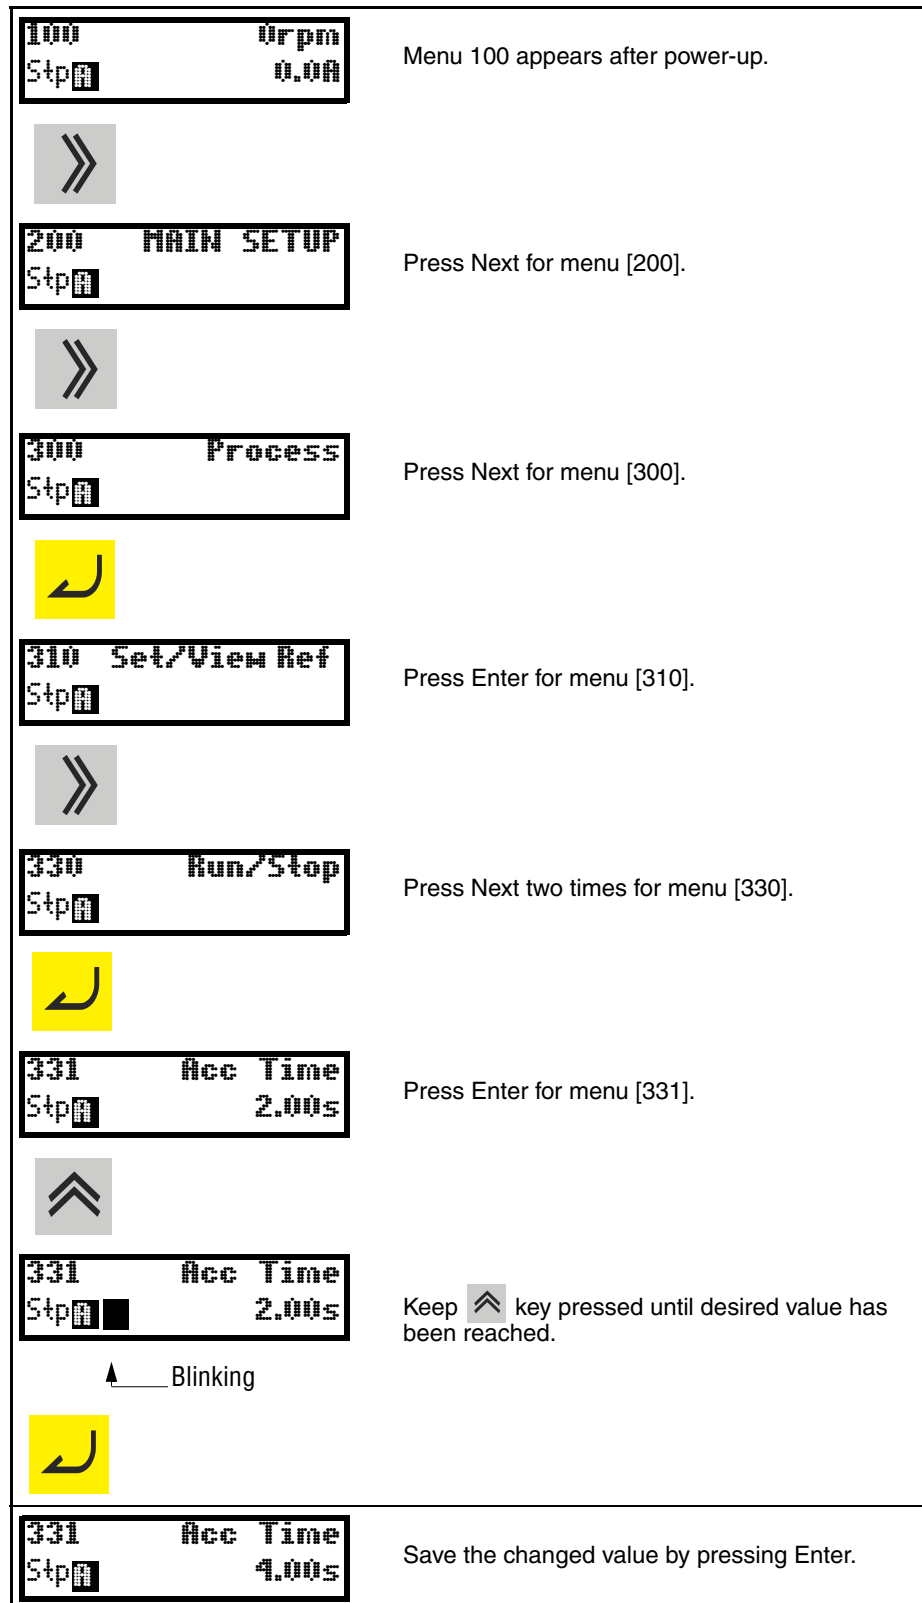 100 0rpm
Stp A 0.0A
Menu 100 appears after power-up.
200 MAIN SETUP
Stp A
Press Next for menu [200].
300 Process
Stp A
Press Next for menu [300].
310 Set/View Ref
Stp A
Press Enter for menu [310].
330 Run/Stop
Stp A
Press Next two times for menu [330].
331 Acc Time
Stp A 2.00s
Press Enter for menu [331].
331 Acc Time
Stp A 2.00s
Keep key pressed until desired value has
been reached.
Blinking
331 Acc Time
Stp A 4.00s
Save the changed value by pressing Enter.